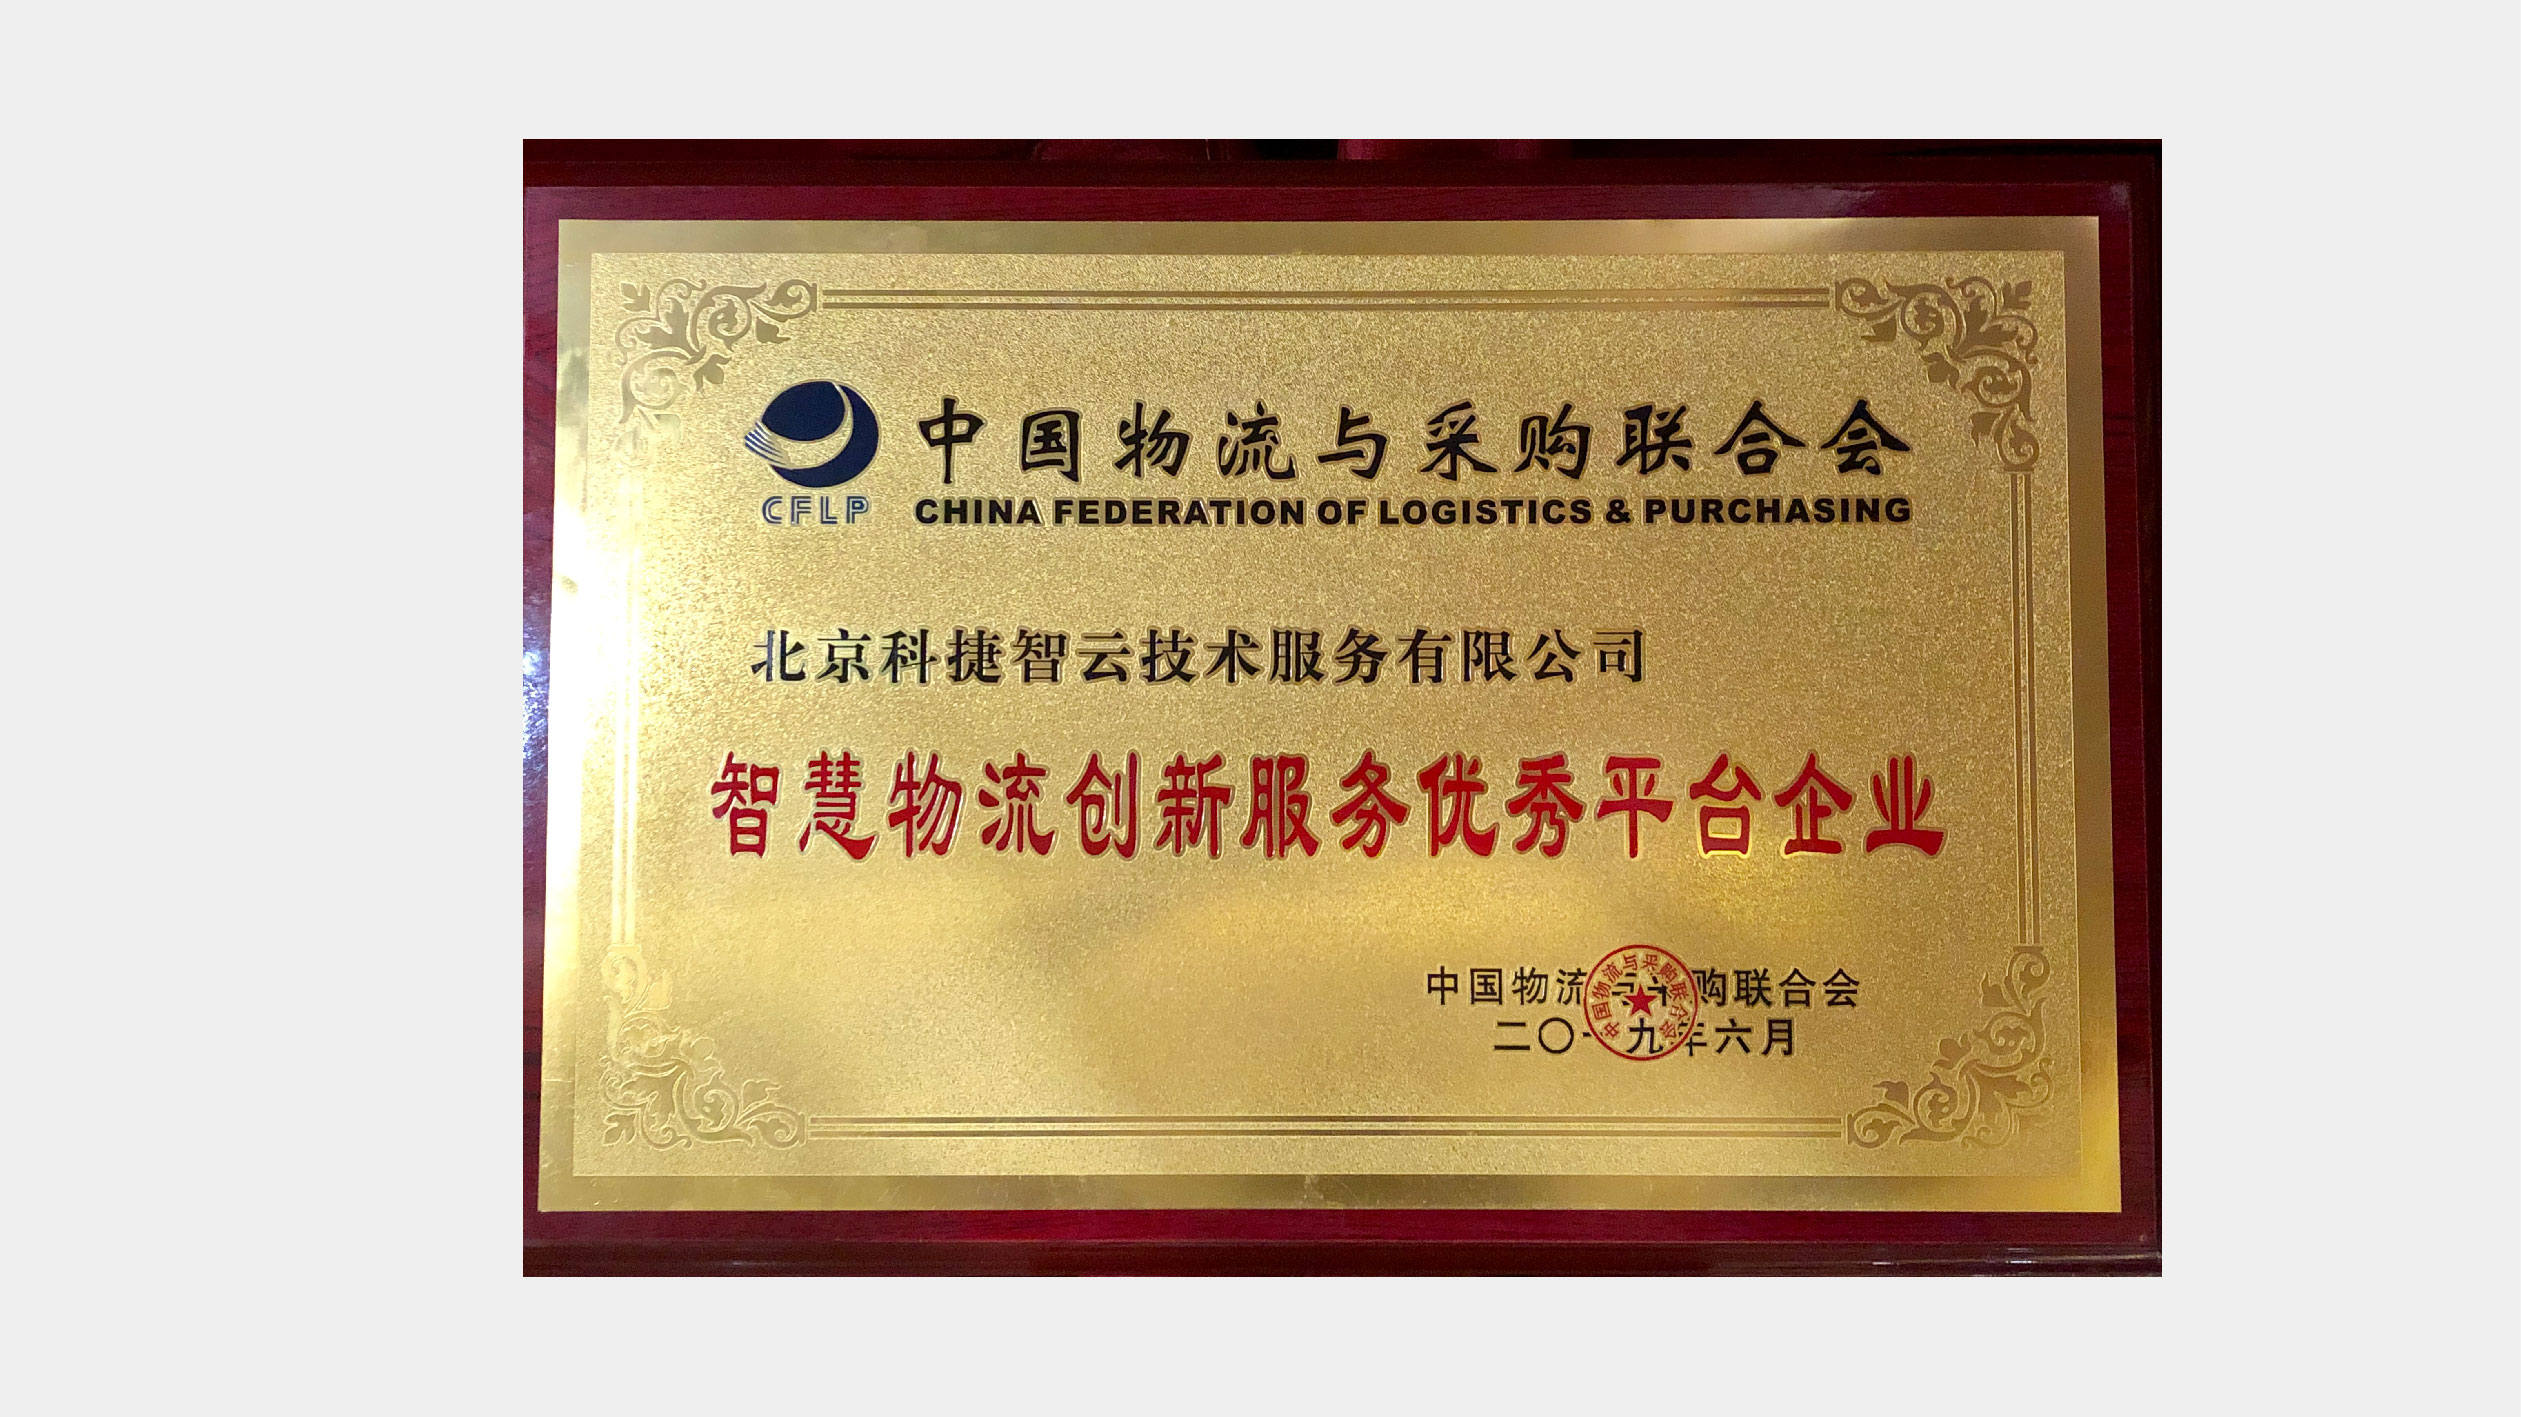 中国物流与采购联合会
CFLP
CHINA FEDERATION OF LOGISTICS & PURCHASING
北京科捷智云技术服务有限公司
智慧物流创新服务优秀平台企业
中国物流与采购联合会
二〇一九年六月
中国物流与采购联合会